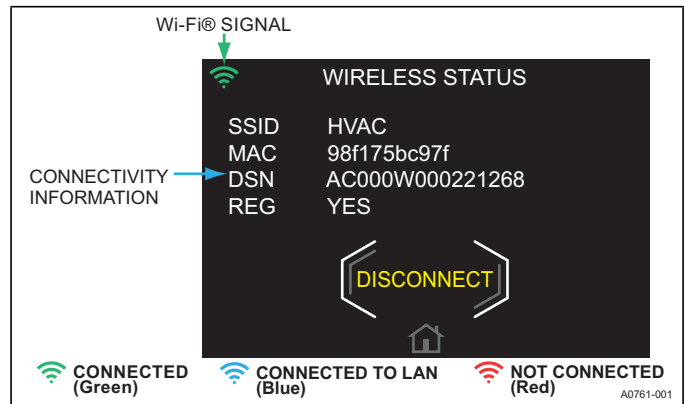 Wi-Fi® SIGNAL
WIRELESS STATUS
SSID HVAC
MAC 98f175bc97f
CONNECTIVITY INFORMATION
DSN AC000W000221268
REG YES
DISCONNECT
CONNECTED (Green)
CONNECTED TO LAN (Blue)
NOT CONNECTED (Red)
A0761-001